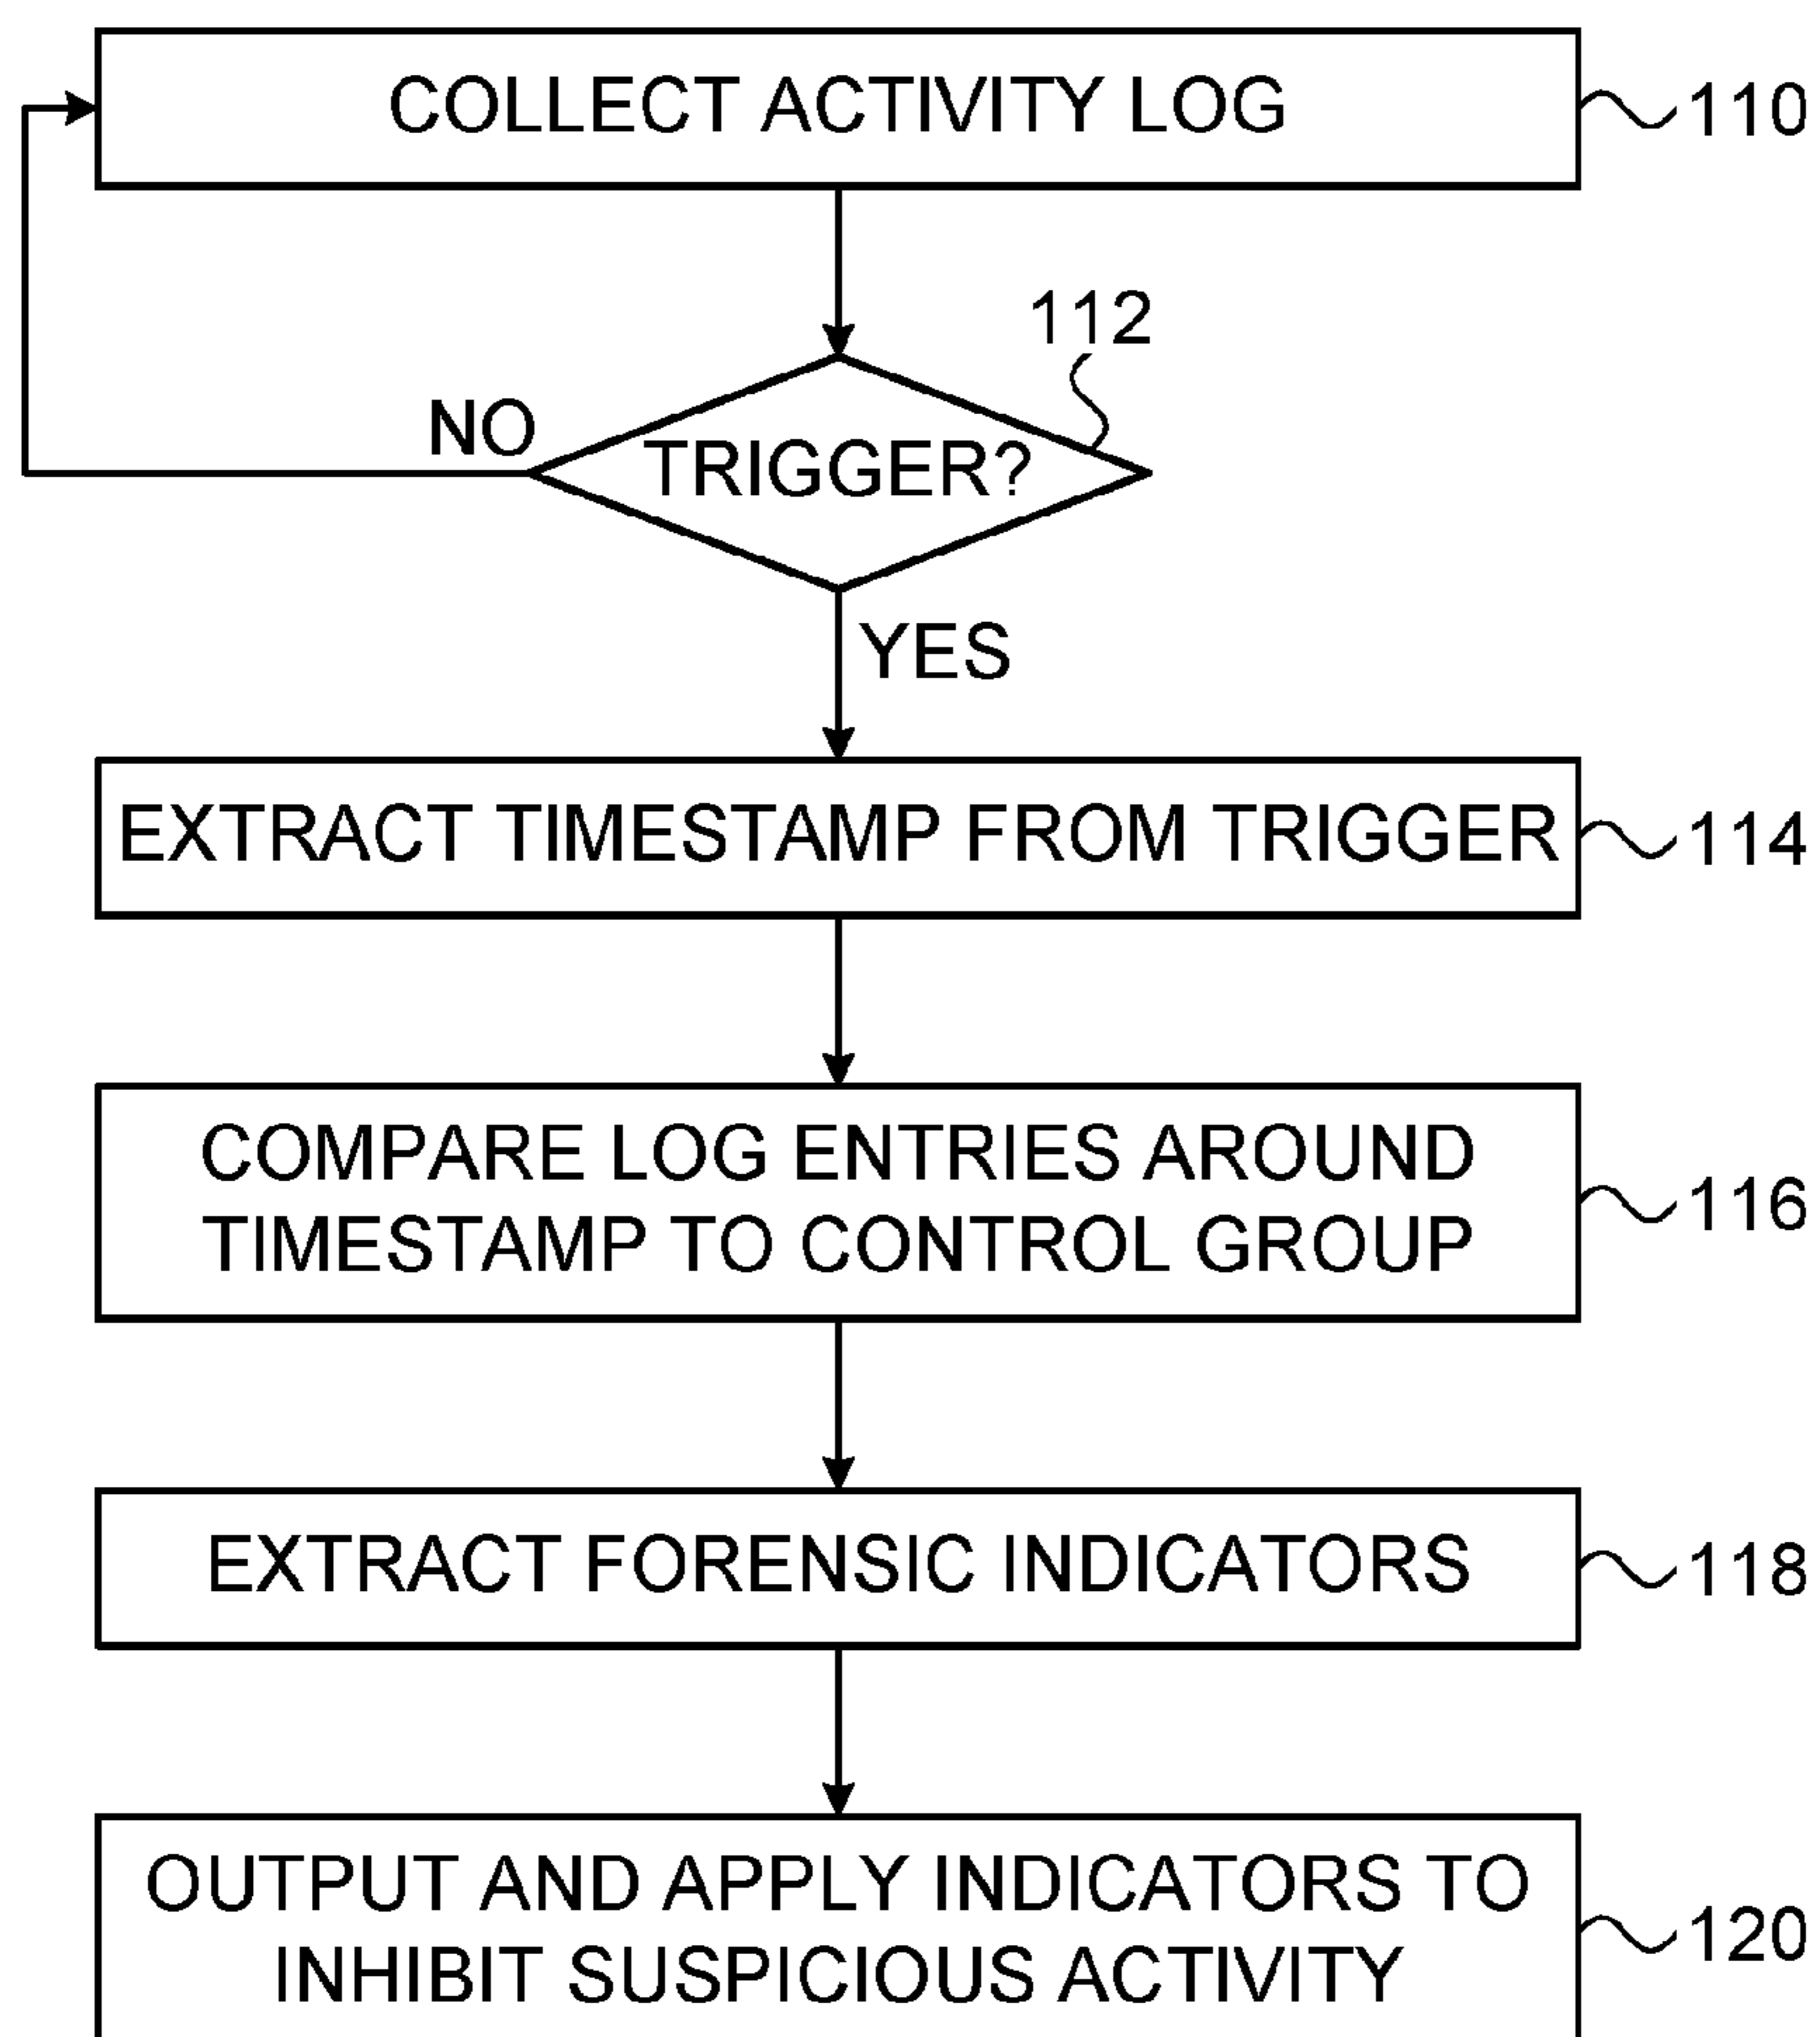 COLLECT ACTIVITY LOG
110
112
NO
TRIGGER?
YES
EXTRACT TIMESTAMP FROM TRIGGER
114
COMPARE LOG ENTRIES AROUND
TIMESTAMP TO CONTROL GROUP
116
EXTRACT FORENSIC INDICATORS
118
OUTPUT AND APPLY INDICATORS TO
INHIBIT SUSPICIOUS ACTIVITY
120